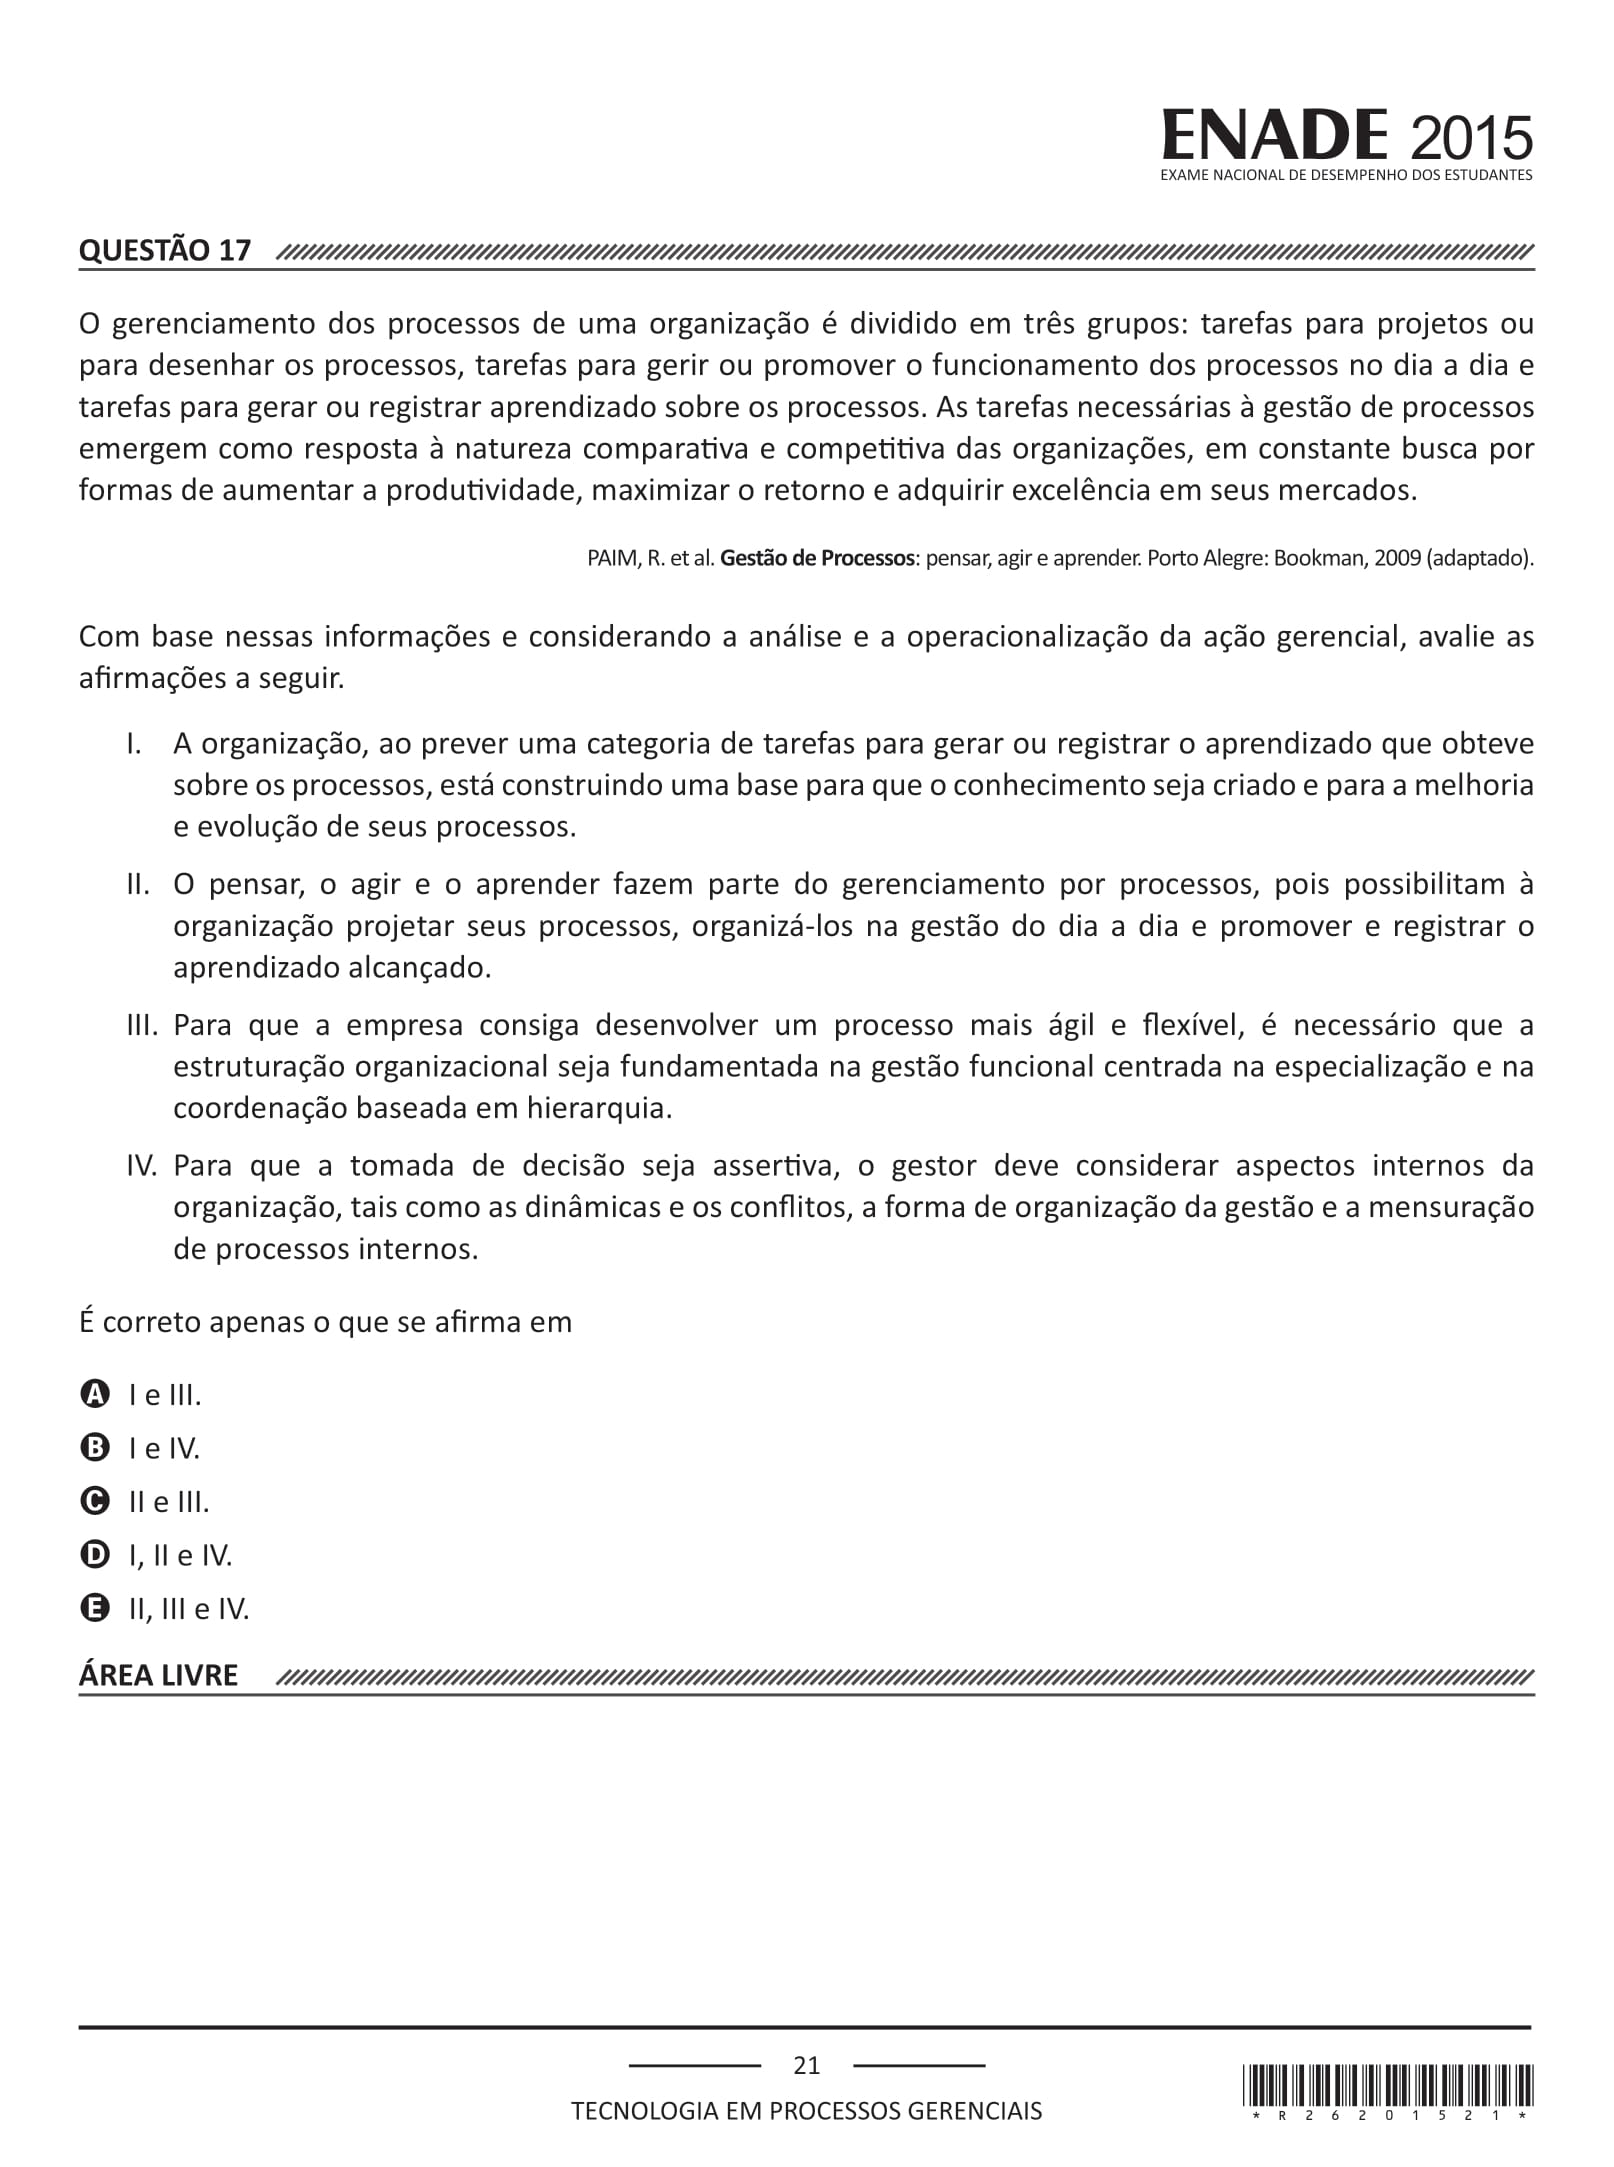 ENADE 2015
EXAME NACIONAL DE DESEMPENHO DOS ESTUDANTES
QUESTÃO 17
O gerenciamento dos processos de uma organização é dividido em três grupos: tarefas para projetos ou
para desenhar os processos, tarefas para gerir ou promover o funcionamento dos processos no dia a dia e
tarefas para gerar ou registrar aprendizado sobre os processos. As tarefas necessárias à gestão de processos
emergem como resposta à natureza comparativa e competitiva das organizações, em constante busca por
formas de aumentar a produtividade, maximizar o retorno e adquirir excelência em seus mercados.
PAIM, R. et al. Gestão de Processos: pensar, agir e aprender. Porto Alegre: Bookman, 2009 (adaptado).
Com base nessas informações e considerando a análise e a operacionalização da ação gerencial, avalie as
afirmações a seguir.
I. A organização, ao prever uma categoria de tarefas para gerar ou registrar o aprendizado que obteve
sobre os processos, está construindo uma base para que o conhecimento seja criado e para a melhoria
e evolução de seus processos.
II. O pensar, o agir e o aprender fazem parte do gerenciamento por processos, pois possibilitam à
organização projetar seus processos, organizá-los na gestão do dia a dia e promover e registrar o
aprendizado alcançado.
III. Para que a empresa consiga desenvolver um processo mais ágil e flexível, é necessário que a
estruturação organizacional seja fundamentada na gestão funcional centrada na especialização e na
coordenação baseada em hierarquia.
IV. Para que a tomada de decisão seja assertiva, o gestor deve considerar aspectos internos da
organização, tais como as dinâmicas e os conflitos, a forma de organização da gestão e a mensuração
de processos internos.
É correto apenas o que se afirma em
A I e III.
B I e IV.
C II e III.
D I, II e IV.
E II, III e IV.
ÁREA LIVRE
21
TECNOLOGIA EM PROCESSOS GERENCIAIS
* R 2 6 2 0 1 5 2 1 *